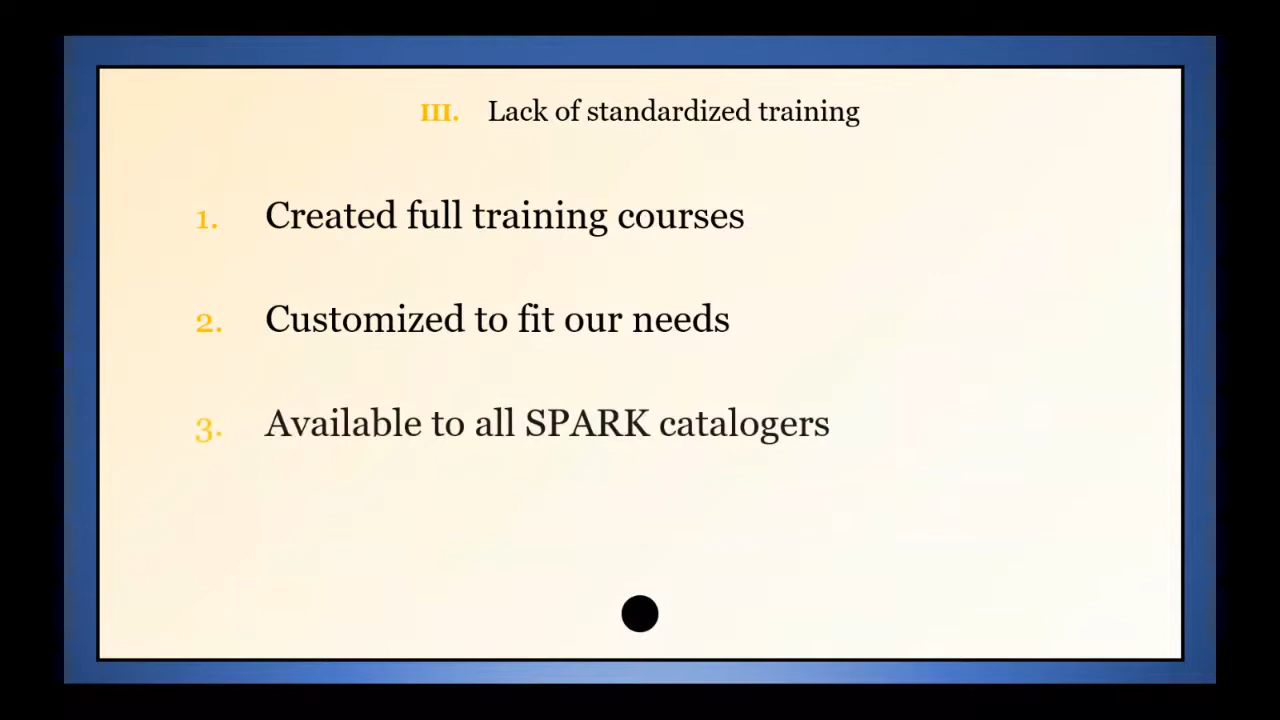 III. Lack of standardized training
1. Created full training courses
2. Customized to fit our needs
3. Available to all SPARK catalogers